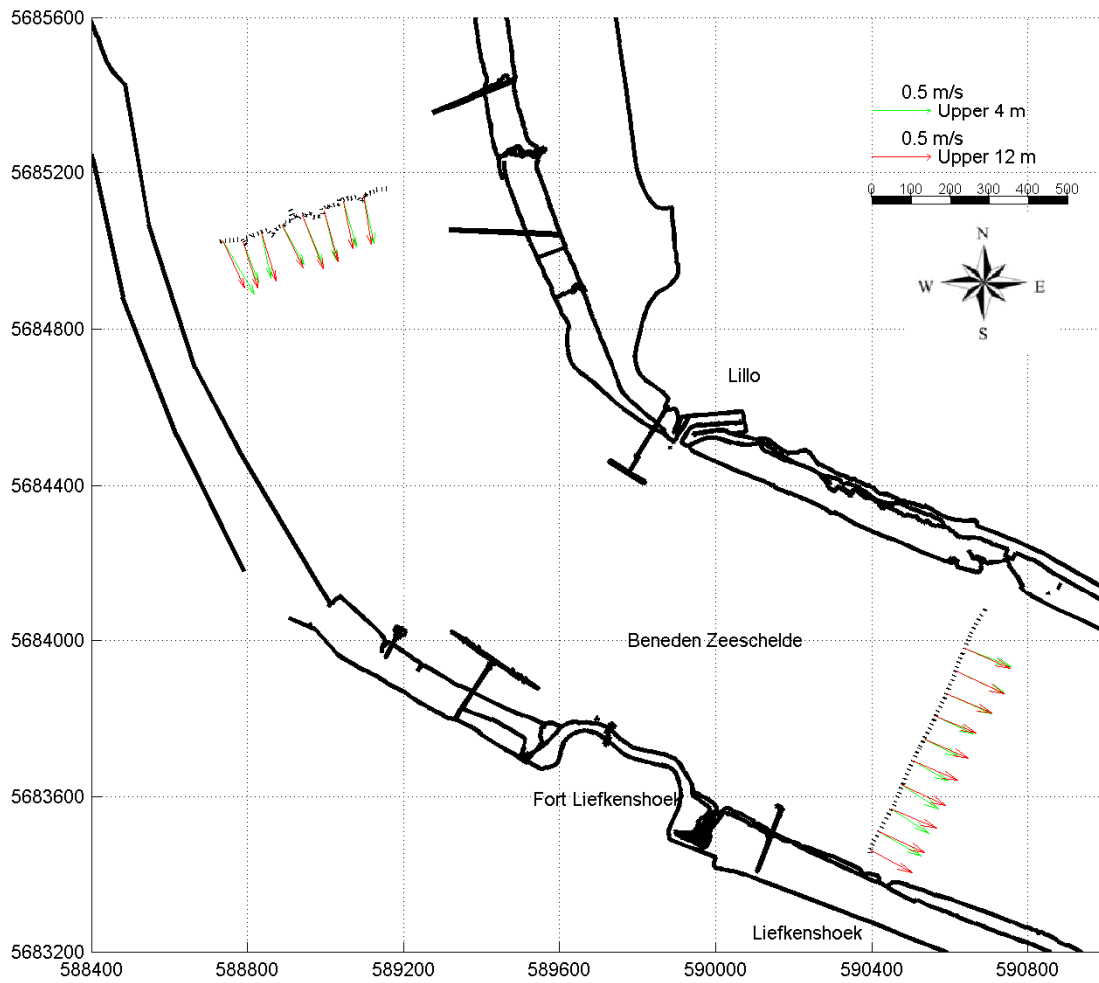 5685600
0.5 m/s
Upper 4 m
0.5 m/s
Upper 12 m
5685200
0 100 200 300 400 500
N
W E
S
5684800
Lillo
5684400
5684000
Beneden Zeeschelde
5683600
Fort Liefkenshoek
Liefkenshoek
5683200
588400 588800 589200 589600 590000 590400 590800